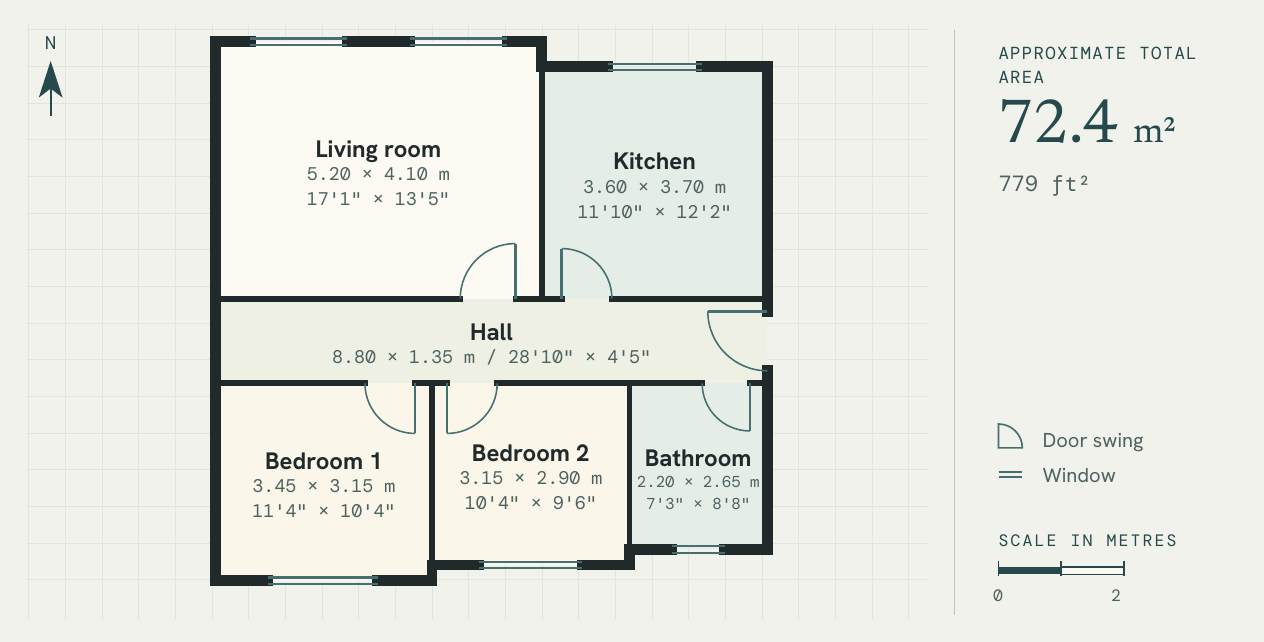 N
Living room
5.20 × 4.10 m
17'1" × 13'5"
Kitchen
3.60 × 3.70 m
11'10" × 12'2"
Hall
8.80 × 1.35 m / 28'10" × 4'5"
Bedroom 1
3.45 × 3.15 m
11'4" × 10'4"
Bedroom 2
3.15 × 2.90 m
10'4" × 9'6"
Bathroom
2.20 × 2.65 m
7'3" × 8'8"
APPROXIMATE TOTAL
AREA
72.4 m²
779 ft²
Door swing
Window
SCALE IN METRES
0 2